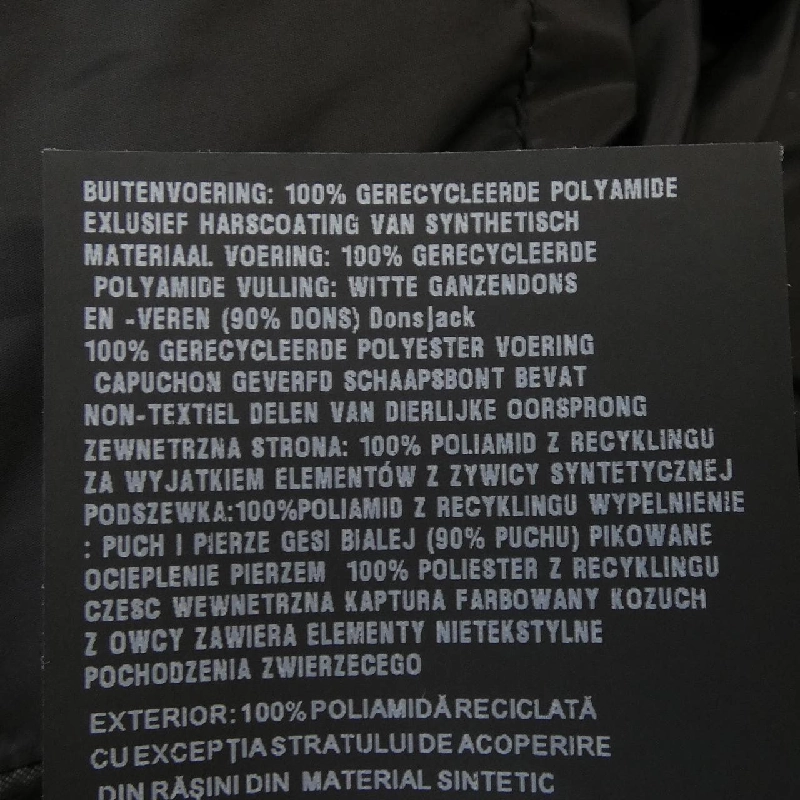 BUITENVOERING: 100% GERECYCLEERDE POLYAMIDE
EXLUSIEF HARSCOATING VAN SYNTHETISCH
MATERIAAL VOERING: 100% GERECYCLEERDE
POLYAMIDE VULLING: WITTE GANZENDONS
EN -VEREN (90% DONS) Donsjack
100% GERECYCLEERDE POLYESTER VOERING
CAPUCHON GEVERFD SCHAAPSBONT BEVAT
NON-TEXTIEL DELEN VAN DIERLIJKE OORSPRONG
ZEWNETRZNA STRONA: 100% POLIAMID Z RECYKLINGU
ZA WYJATKIEM ELEMENTÓW Z ZYWICY SYNTETYCZNEJ
PODSZEWKA:100%POLIAMID Z RECYKLINGU WYPELNIENIE
: PUCH I PIERZE GESI BIALEJ (90% PUCHU) PIKOWANE
OCIEPLENIE PIERZEM 100% POLIESTER Z RECYKLINGU
CZESC WEWNETRZNA KAPTURA FARBOWANY KOZUCH
Z OWCY ZAWIERA ELEMENTY NIETEKSTYLNE
POCHODZENIA ZWIERZECEGO
EXTERIOR:100%POLIAMIDĂ RECICLATĂ
CU EXCEPȚIA STRATULUI DE ACOPERIRE
DIN RĂȘINI DIN MATERIAL SINTETIC